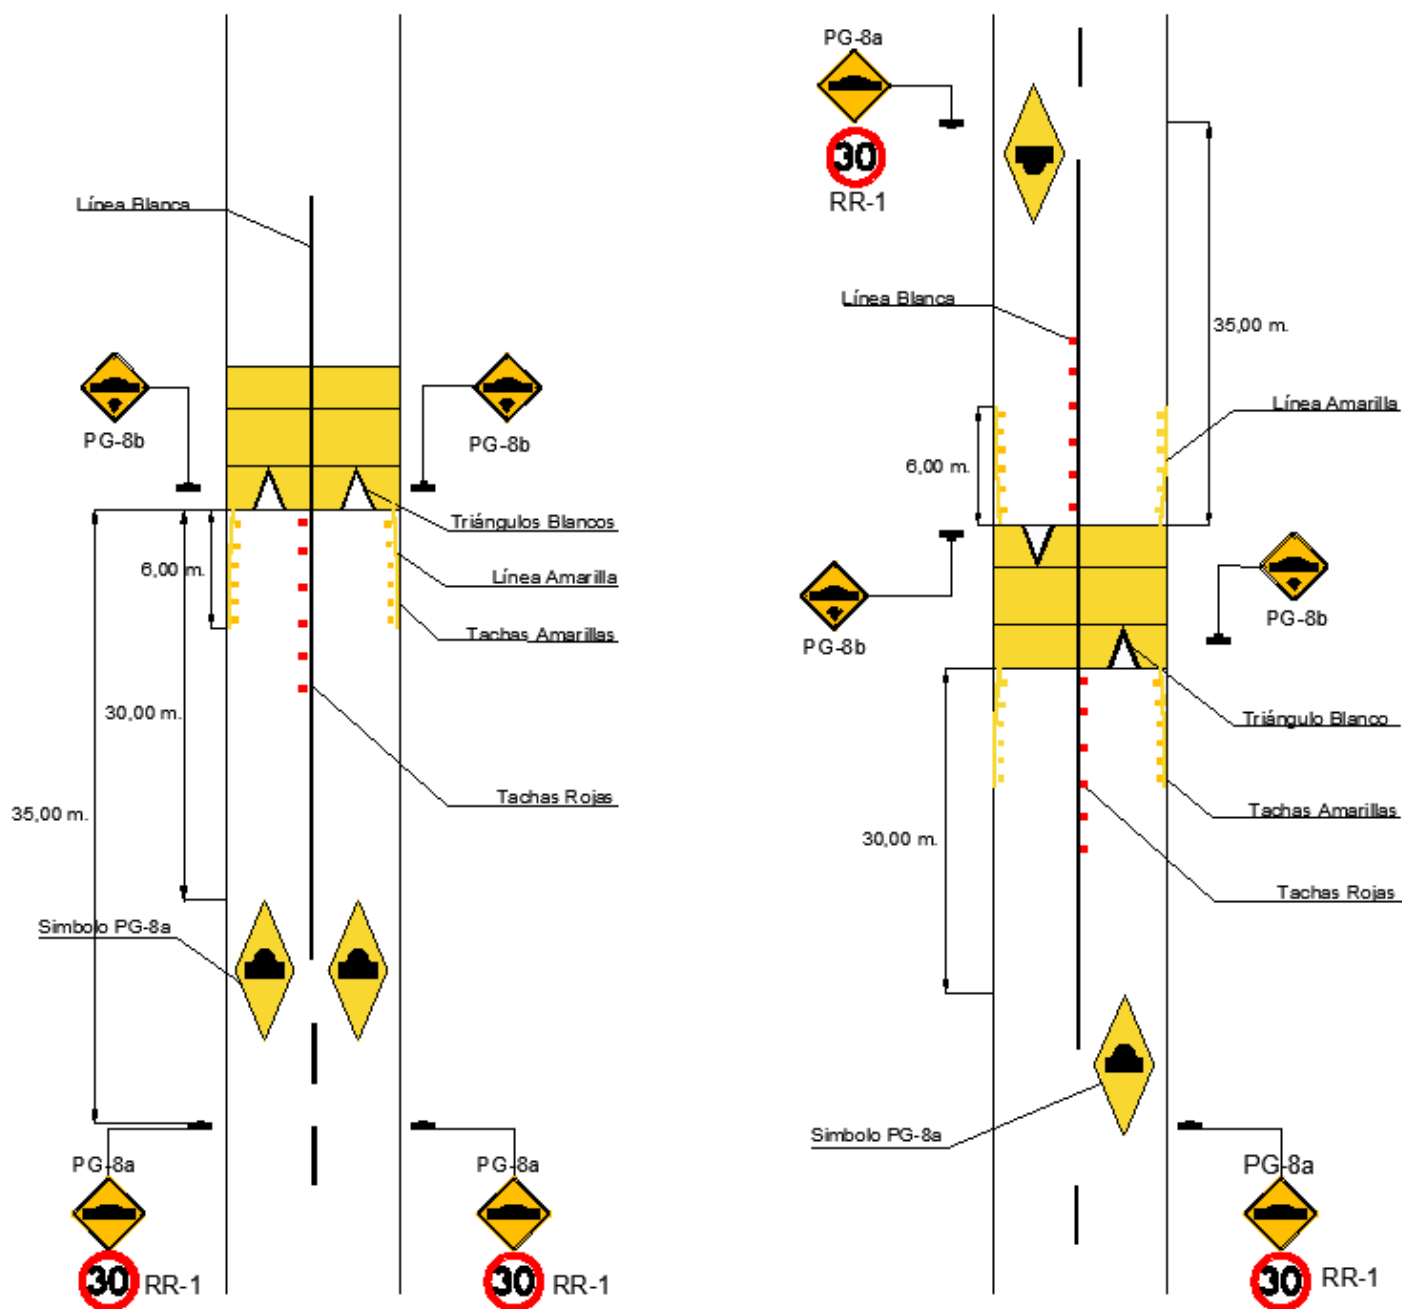 Línea Blanca
PG-8b
PG-8b
Triángulos Blancos
6,00 m.
Línea Amarilla
Tachas Amarillas
30,00 m.
Tachas Rojas
35,00 m.
Simbolo PG-8a
PG-8a
PG-8a
30 RR-1
30 RR-1
PG-8a
30
RR-1
Línea Blanca
35,00 m.
Línea Amarilla
6,00 m.
PG-8b
PG-8b
Triángulo Blanco
Tachas Amarillas
30,00 m.
Tachas Rojas
Simbolo PG-8a
PG-8a
30 RR-1